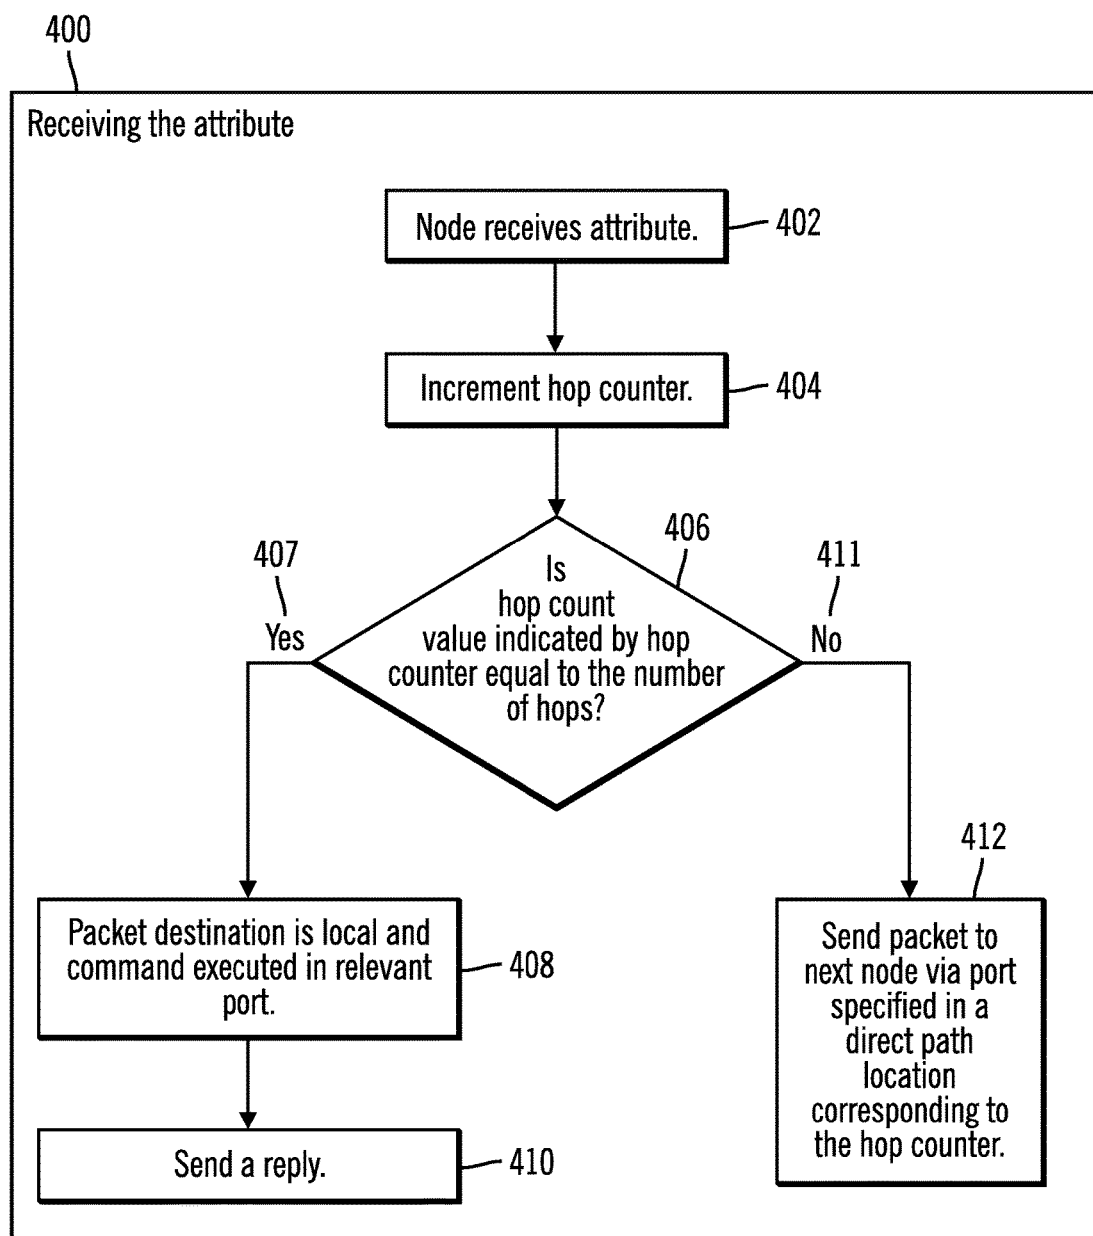 400
Receiving the attribute
Node receives attribute.
402
Increment hop counter.
404
406
407
411
Is
hop count
value indicated by hop
counter equal to the number
of hops?
Yes
No
412
Packet destination is local and
command executed in relevant
port.
408
Send packet to
next node via port
specified in a
direct path
location
corresponding to
the hop counter.
Send a reply.
410